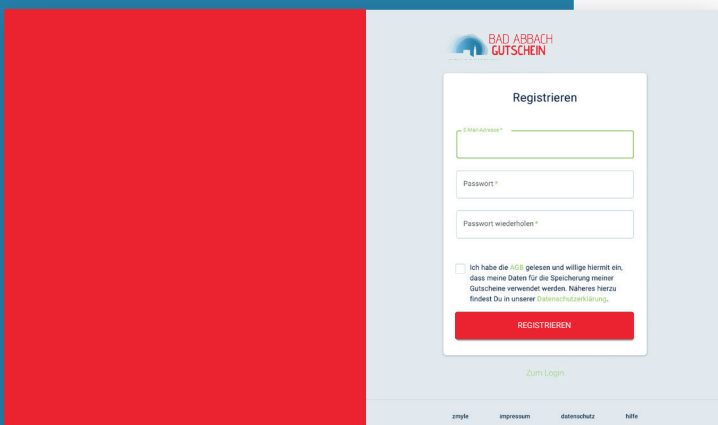 BAD ABBACH
GUTSCHEIN
Registrieren
E-Mail-Adresse *
Passwort *
Passwort wiederholen *
Ich habe die AGB gelesen und willige hiermit ein,
dass meine Daten für die Speicherung meiner
Gutscheine verwendet werden. Näheres hierzu
findest Du in unserer Datenschutzerklärung.
REGISTRIEREN
Zum Login
zmyle impressum datenschutz hilfe